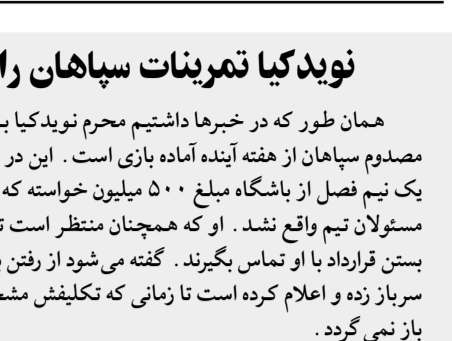 نویدکیا تمرینات سپاهان را
همان طور که در خبرها داشتیم محرم نویدکیا
مصدوم سپاهان از هفته آینده آماده بازی است . این در
یک نیم فصل از باشگاه مبلغ ۵۰۰ میلیون خواسته که
مسئولان تیم واقع نشد . او که همچنان منتظر است
بستن قرارداد با او تماس بگیرند . گفته می شود از رفتن
سرباز زده و اعلام کرده است تا زمانی که تکلیفش
باز نمی گردد .